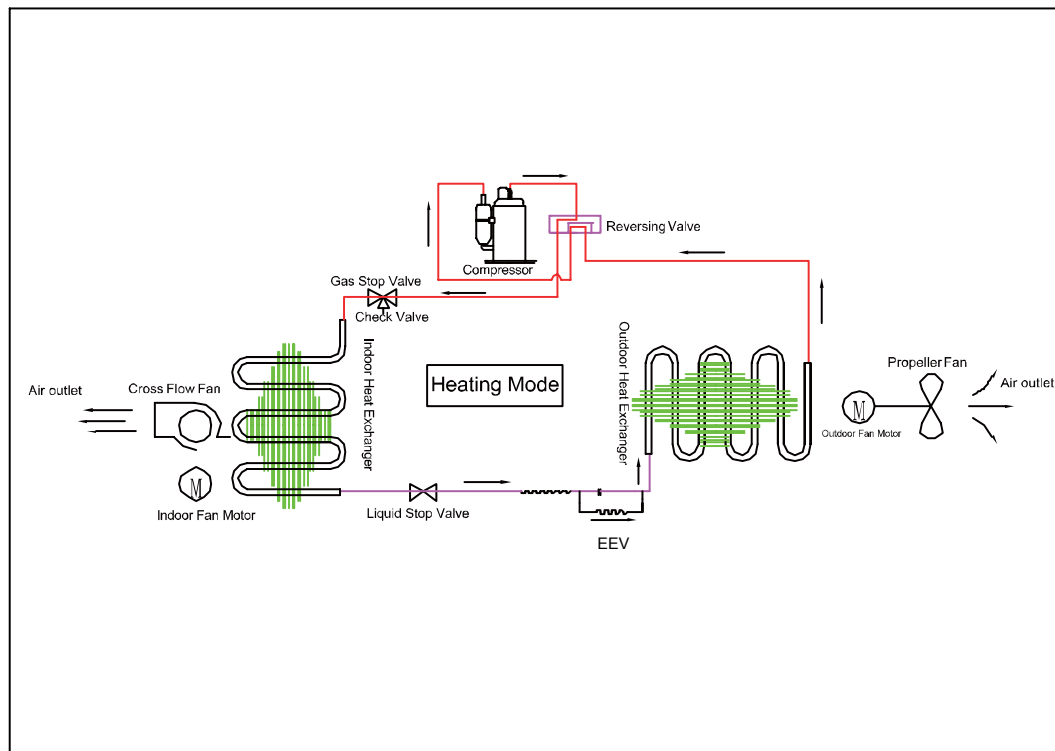 Reversing Valve
Compressor
Gas Stop Valve
Check Valve
Indoor Heat Exchanger
Outdoor Heat Exchanger
Heating Mode
Propeller Fan
Air outlet
Cross Flow Fan
Air outlet
M
Outdoor Fan Motor
M
Indoor Fan Motor
Liquid Stop Valve
EEV